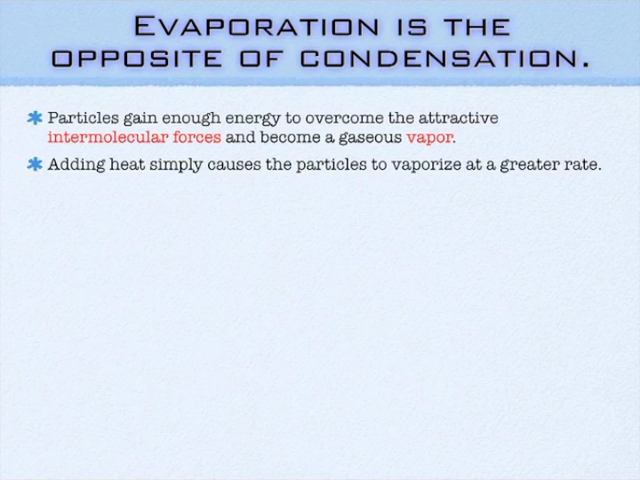 Evaporation is the
opposite of condensation.
Particles gain enough energy to overcome the attractive
intermolecular forces and become a gaseous vapor.
Adding heat simply causes the particles to vaporize at a greater rate.